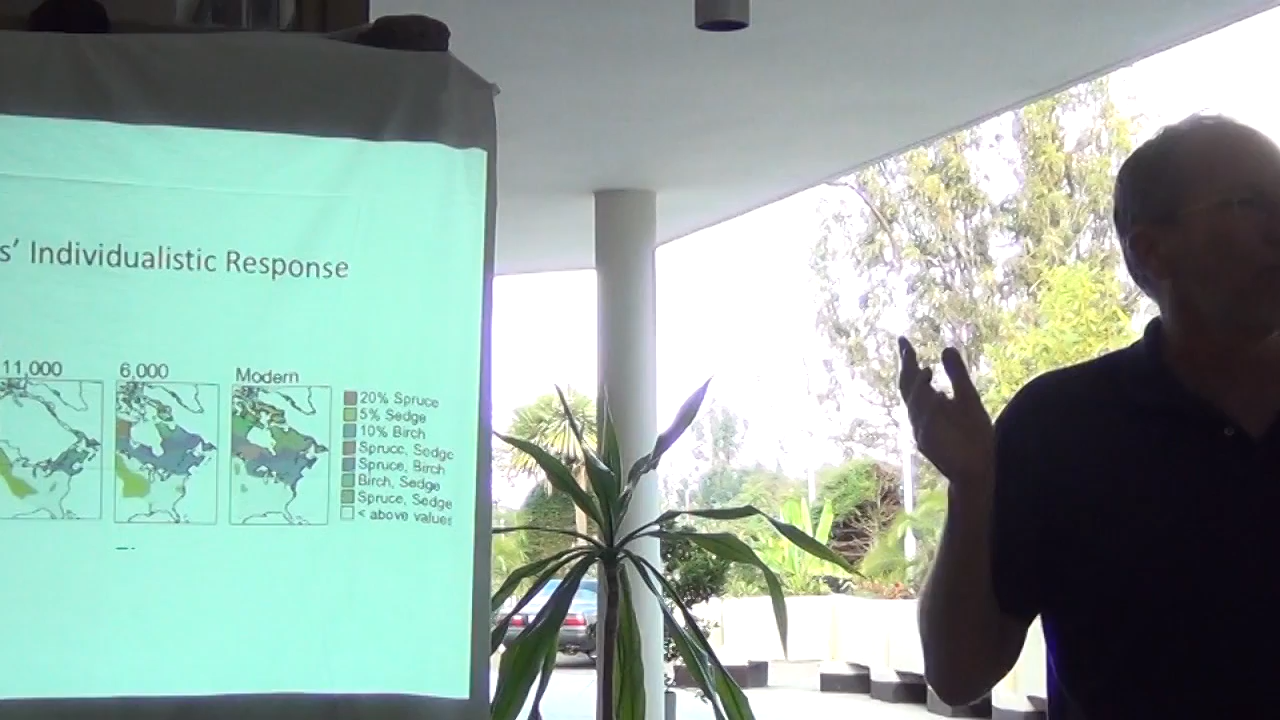 s' Individualistic Response
11,000
6,000
Modern
20% Spruce
5% Sedge
10% Birch
Spruce, Sedge
Spruce, Birch
Birch, Sedge
Spruce, Sedge
< above values